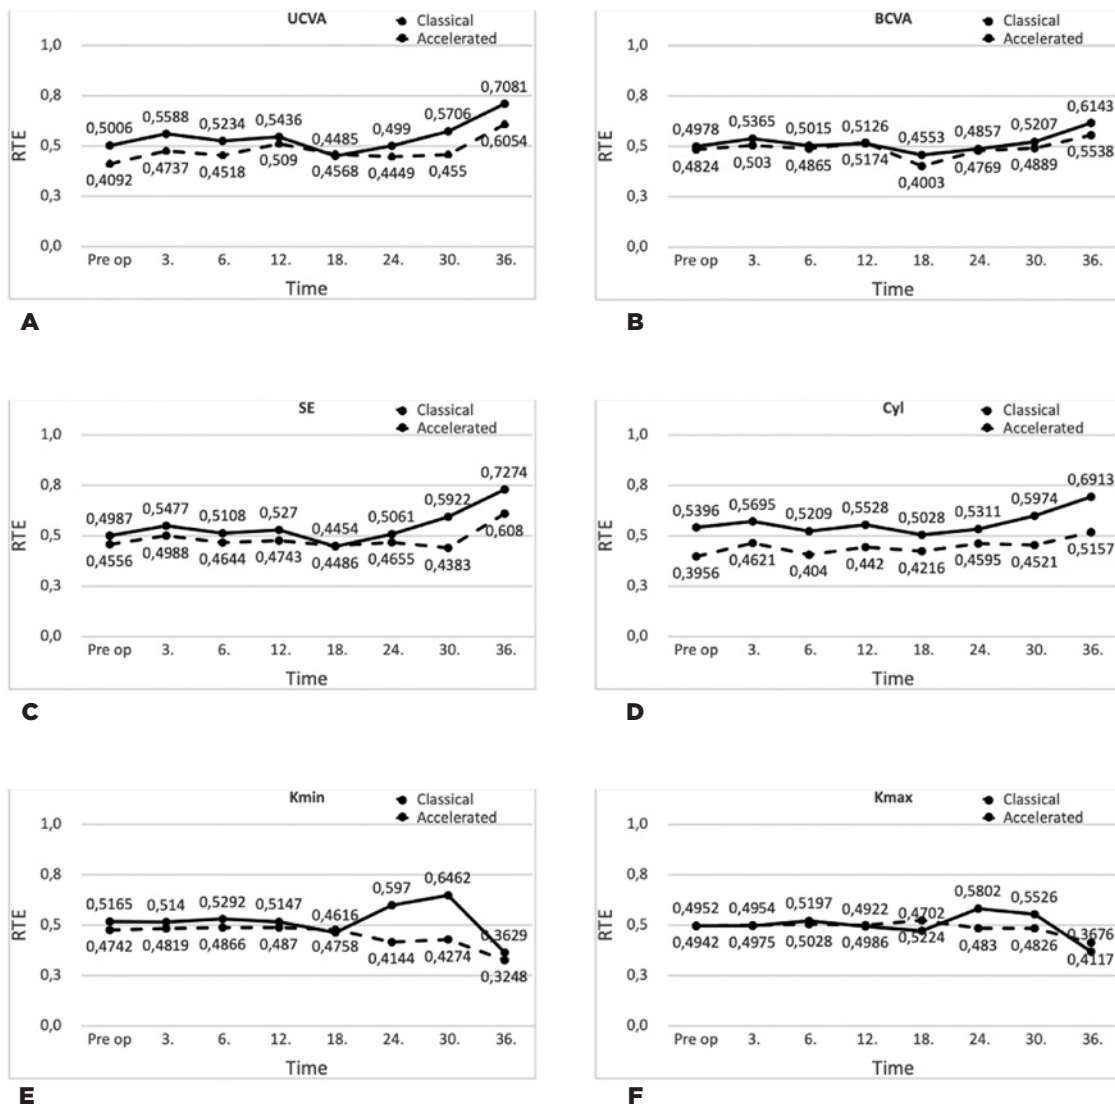 UCVA
Classical
Accelerated
1,0
0,8
0,5
0,3
0,0
RTE
0,5006 0,5588 0,5234 0,5436 0,4485 0,499 0,5706 0,7081
0,4092 0,4737 0,4518 0,509 0,4568 0,4449 0,455 0,6054
Pre op 3. 6. 12. 18. 24. 30. 36.
Time
A
BCVA
Classical
Accelerated
1,0
0,8
0,5
0,3
0,0
RTE
0,4978 0,5365 0,5015 0,5126 0,4553 0,4857 0,5207 0,6143
0,4824 0,503 0,4865 0,5174 0,4003 0,4769 0,4889 0,5538
Pre op 3. 6. 12. 18. 24. 30. 36.
Time
B
SE
Classical
Accelerated
1,0
0,8
0,5
0,3
0,0
RTE
0,4987 0,5477 0,5108 0,527 0,4454 0,5061 0,5922 0,7274
0,4556 0,4988 0,4644 0,4743 0,4486 0,4655 0,4383 0,608
Pre op 3. 6. 12. 18. 24. 30. 36.
Time
C
Cyl
Classical
Accelerated
1,0
0,8
0,5
0,3
0,0
RTE
0,5396 0,5695 0,5209 0,5528 0,5028 0,5311 0,5974 0,6913
0,3956 0,4621 0,404 0,442 0,4216 0,4595 0,4521 0,5157
Pre op 3. 6. 12. 18. 24. 30. 36.
Time
D
Kmin
Classical
Accelerated
1,0
0,8
0,5
0,3
0,0
RTE
0,5165 0,514 0,5292 0,5147 0,4616 0,597 0,6462 0,3629
0,4742 0,4819 0,4866 0,487 0,4758 0,4144 0,4274 0,3248
Pre op 3. 6. 12. 18. 24. 30. 36.
Time
E
Kmax
Classical
Accelerated
1,0
0,8
0,5
0,3
0,0
RTE
0,4952 0,4954 0,5197 0,4922 0,4702 0,5802 0,5526 0,3676
0,4942 0,4975 0,5028 0,4986 0,5224 0,483 0,4826 0,4117
Pre op 3. 6. 12. 18. 24. 30. 36.
Time
F